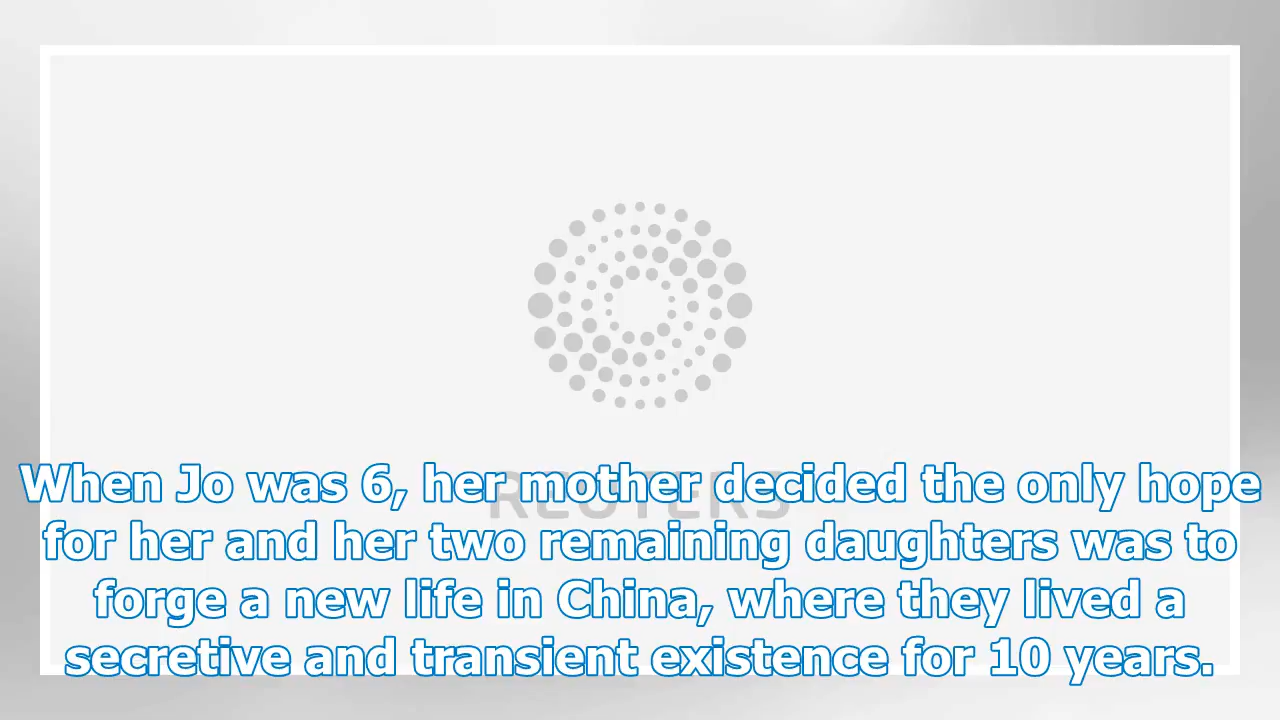 When Jo was 6, her mother decided the only hope
for her and her two remaining daughters was to
forge a new life in China, where they lived a
secretive and transient existence for 10 years.
REUTERS